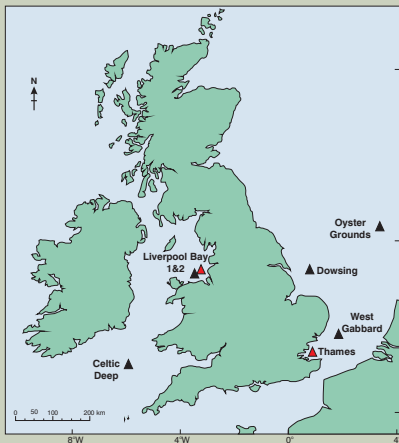 N
Oyster
Grounds
Liverpool Bay
1&2
Dowsing
West
Gabbard
Thames
Celtic
Deep
0 50 100 200 km
8°W 4°W 0° 4